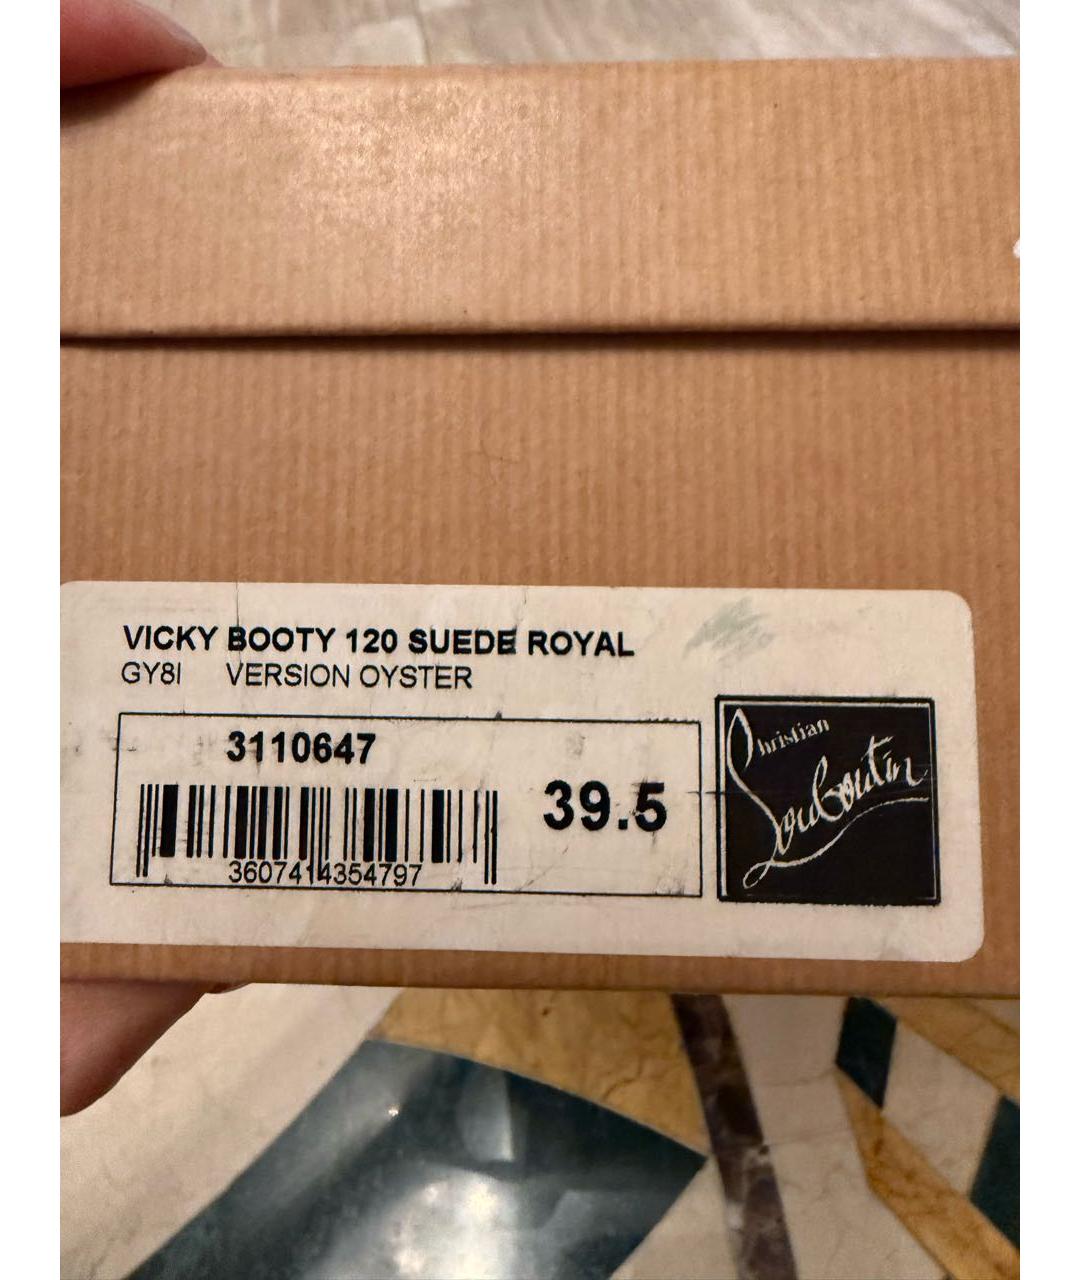 VICKY BOOTY 120 SUEDE ROYAL
GY8I VERSION OYSTER
3110647
39.5
3607414354797
Christian
Louboutin